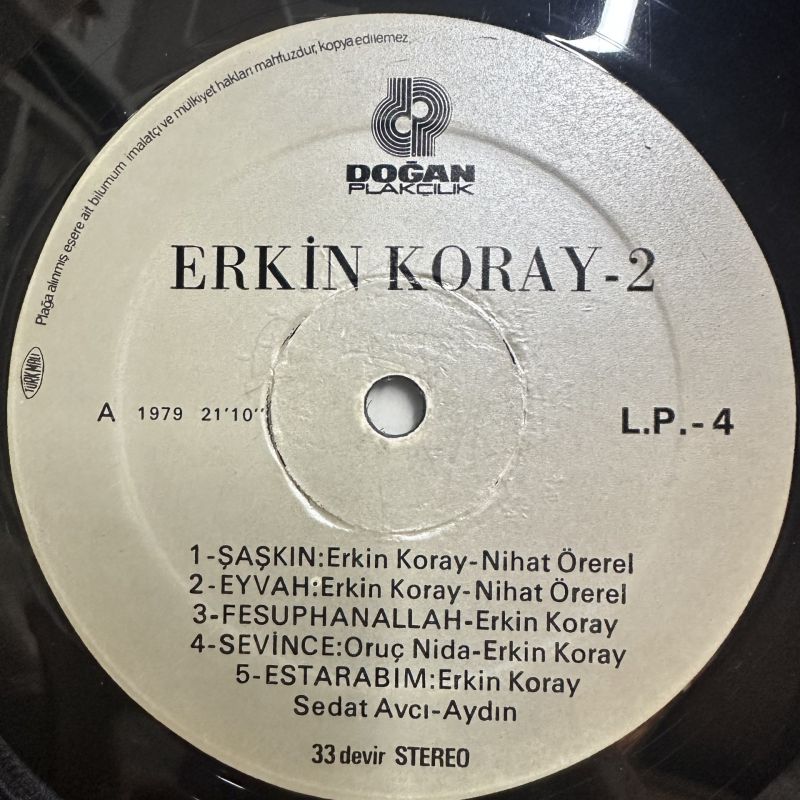 Plağa alınmış esere ait bilumum imalatçı ve mülkiyet hakları mahfuzdur, kopya edilemez.
DOĞAN
PLAKÇILIK
ERKİN KORAY-2
TÜRK MALI
A 1979 21'10''
L.P.-4
1-ŞAŞKIN:Erkin Koray-Nihat Örerel
2-EYVAH:Erkin Koray-Nihat Örerel
3-FESUPHANALLAH-Erkin Koray
4-SEVİNCE:Oruç Nida-Erkin Koray
5-ESTARABIM:Erkin Koray
Sedat Avcı-Aydın
33 devir STEREO